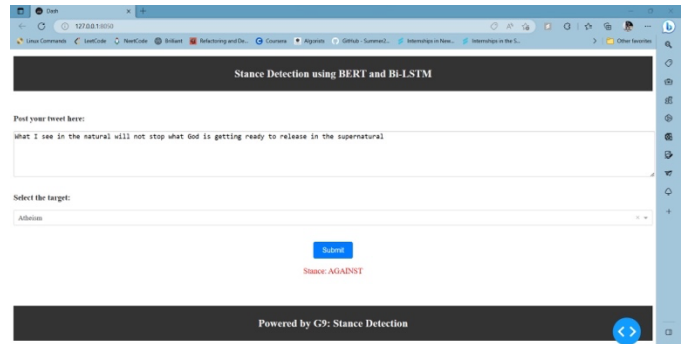 Dash
127.0.0.1:8050
Linux Commands LeetCode NeetCode Brilliant Refactoring and De... Coursera Algorists GitHub - Summer2... Internships in New... Internships in the S... Other favorites
Stance Detection using BERT and Bi-LSTM
Post your tweet here:
What I see in the natural will not stop what God is getting ready to release in the supernatural
Select the target:
Atheism
Submit
Stance: AGAINST
Powered by G9: Stance Detection